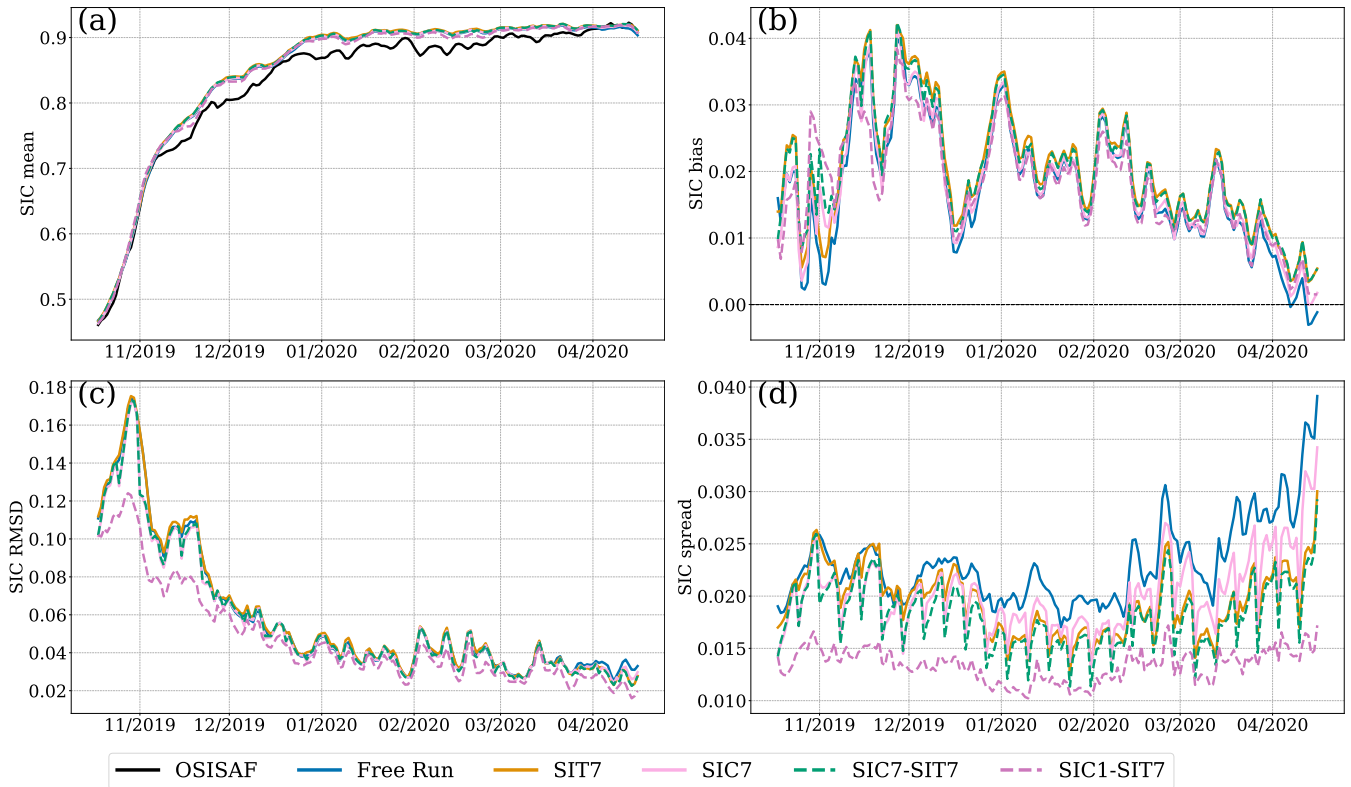 (a)
SIC mean
0.9
0.8
0.7
0.6
0.5
11/2019 12/2019 01/2020 02/2020 03/2020 04/2020
(b)
SIC bias
0.04
0.03
0.02
0.01
0.00
11/2019 12/2019 01/2020 02/2020 03/2020 04/2020
(c)
SIC RMSD
0.18
0.16
0.14
0.12
0.10
0.08
0.06
0.04
0.02
11/2019 12/2019 01/2020 02/2020 03/2020 04/2020
(d)
SIC spread
0.040
0.035
0.030
0.025
0.020
0.015
0.010
11/2019 12/2019 01/2020 02/2020 03/2020 04/2020
OSISAF Free Run SIT7 SIC7 SIC7-SIT7 SIC1-SIT7